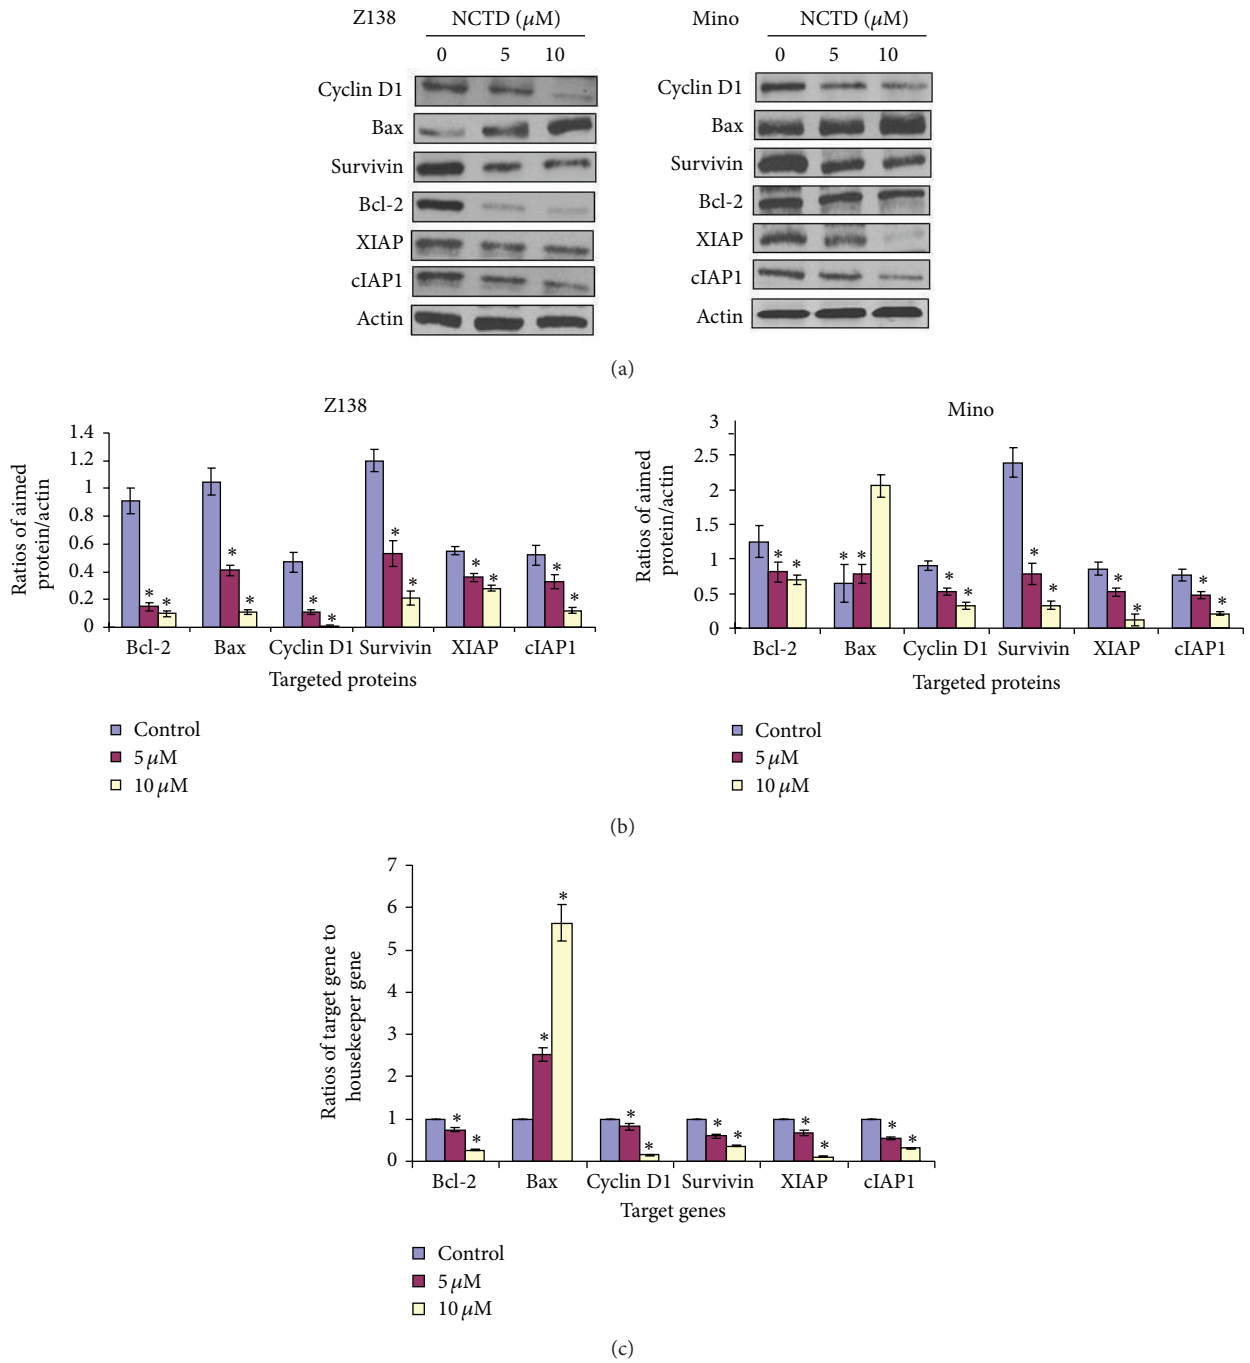 Z138 NCTD (μM)
0 5 10
Cyclin D1
Bax
Survivin
Bcl-2
XIAP
cIAP1
Actin
Mino NCTD (μM)
0 5 10
Cyclin D1
Bax
Survivin
Bcl-2
XIAP
cIAP1
Actin
(a)
Z138
Ratios of aimed
protein/actin
1.4
1.2
1
0.8
0.6
0.4
0.2
0
* * * * * * * * * * *
Bcl-2 Bax Cyclin D1 Survivin XIAP cIAP1
Targeted proteins
Control
5 μM
10 μM
Mino
Ratios of aimed
protein/actin
3
2.5
2
1.5
1
0.5
0
* * * * * * * * * * * *
Bcl-2 Bax Cyclin D1 Survivin XIAP cIAP1
Targeted proteins
Control
5 μM
10 μM
(b)
Ratios of target gene to
housekeeper gene
7
6
5
4
3
2
1
0
* * * * * * * * * * * *
Bcl-2 Bax Cyclin D1 Survivin XIAP cIAP1
Target genes
Control
5 μM
10 μM
(c)